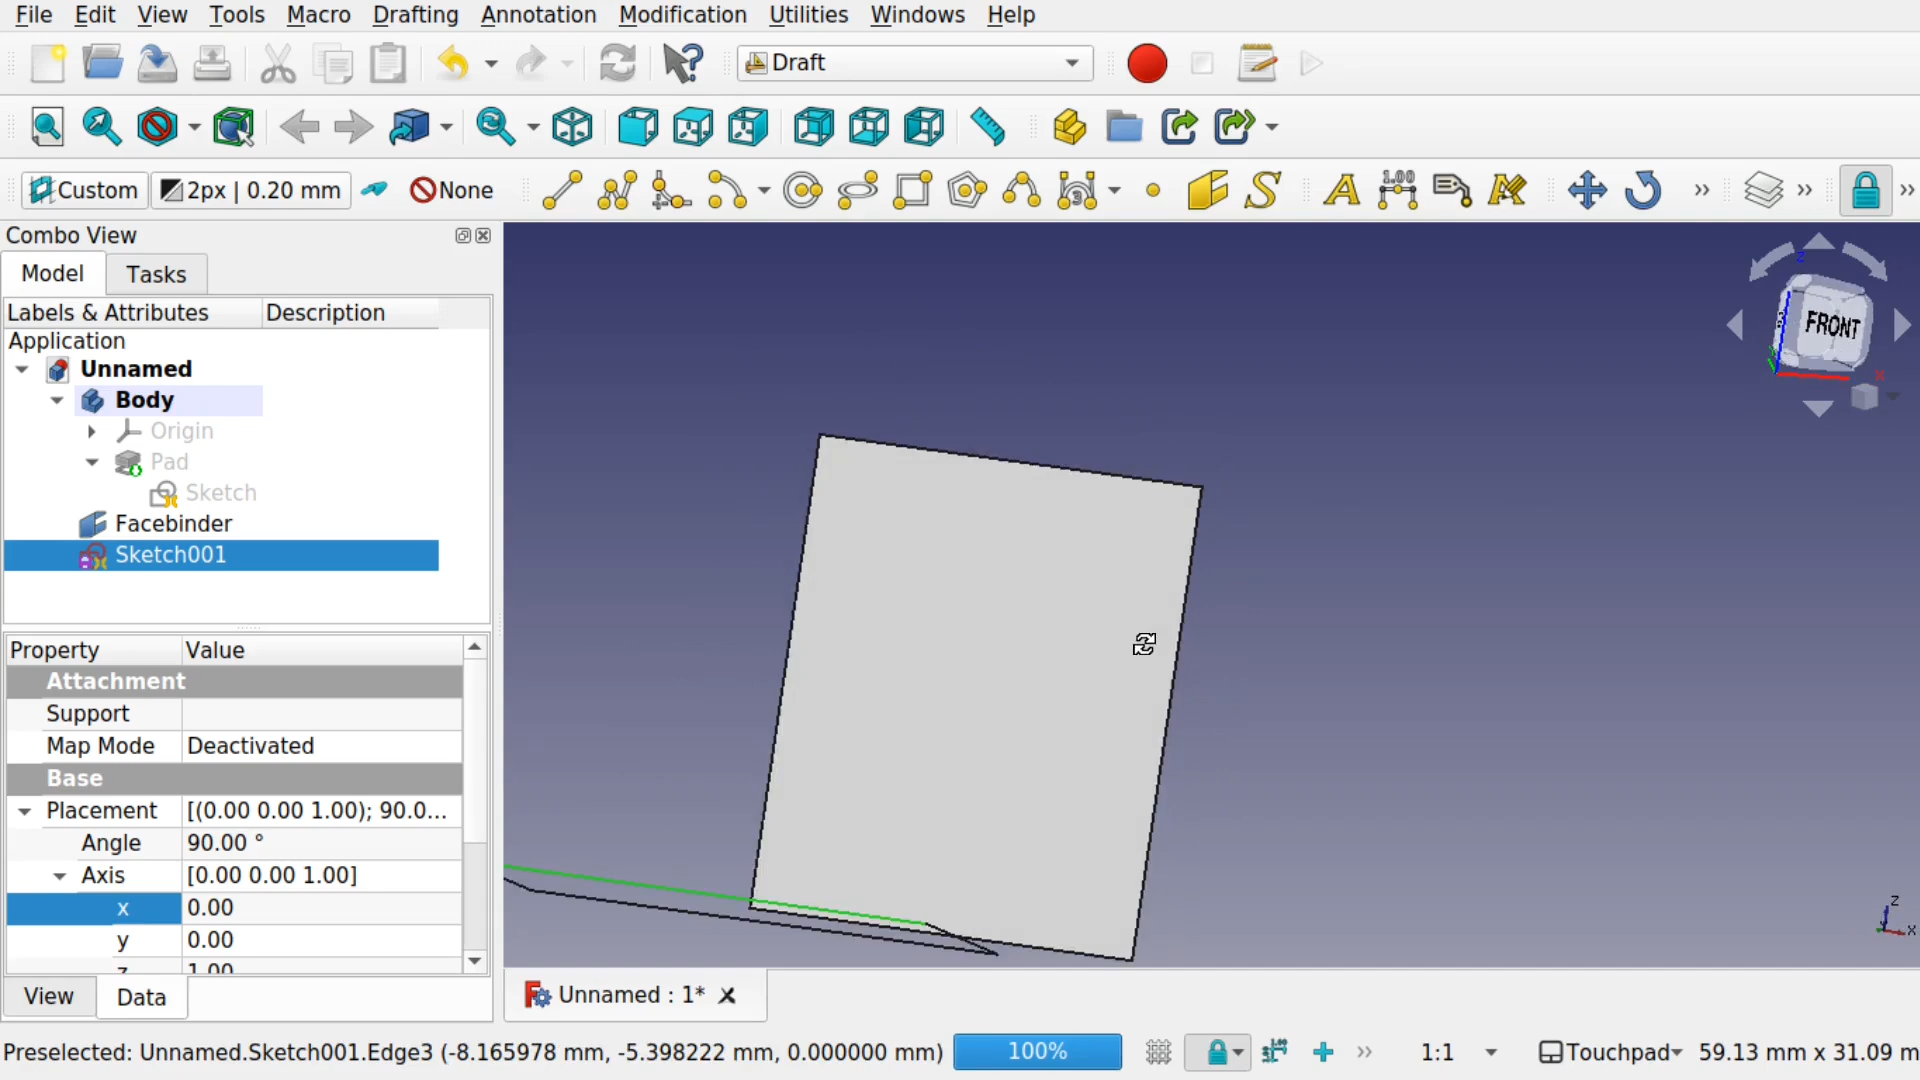 File Edit View Tools Macro Drafting Annotation Modification Utilities Windows Help
Draft
Custom 2px | 0.20 mm None
A 1.00
Combo View
Model Tasks
Labels & Attributes Description
Application
Unnamed
Body
Origin
Pad
Sketch
Facebinder
Sketch001
Property Value
Attachment
Support
Map Mode Deactivated
Base
Placement [(0.00 0.00 1.00); 90.0...
Angle 90.00 °
Axis [0.00 0.00 1.00]
x 0.00
y 0.00
z 1.00
View Data
Z
FRONT
X
Z
X
Unnamed : 1*
Preselected: Unnamed.Sketch001.Edge3 (-8.165978 mm, -5.398222 mm, 0.000000 mm) 100% 1:1 Touchpad 59.13 mm x 31.09 m